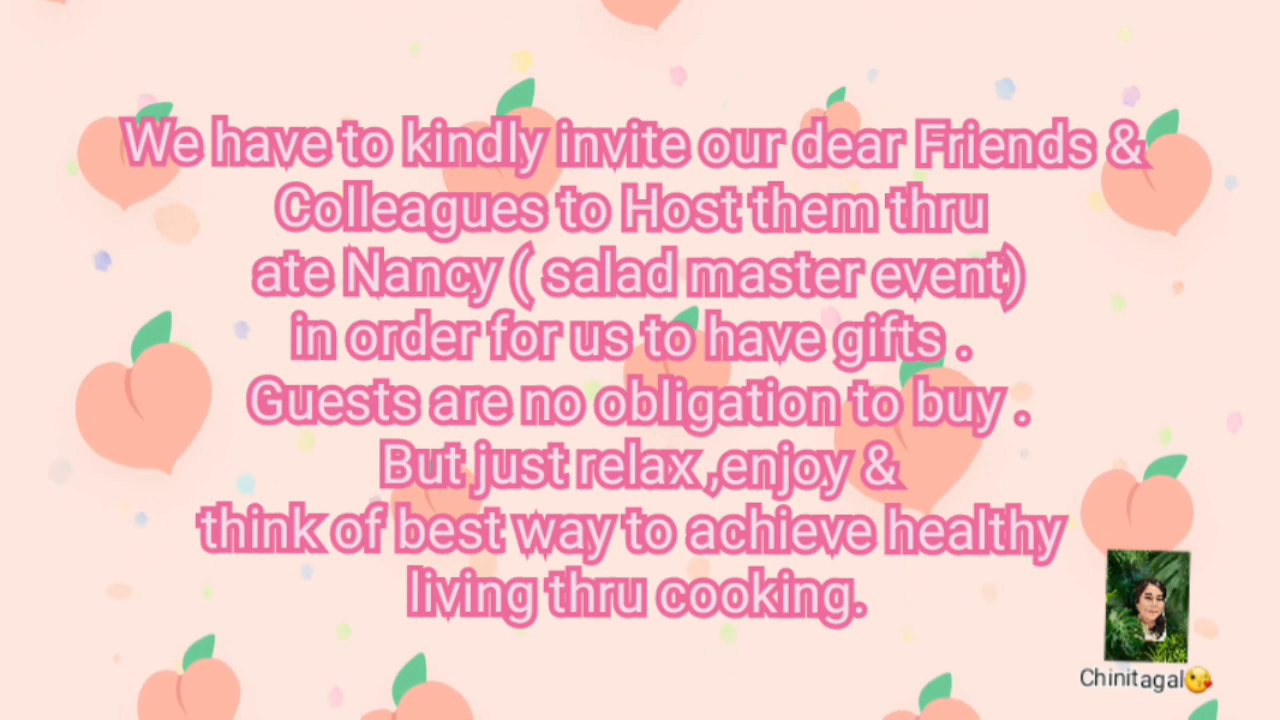 We have to kindly invite our dear Friends &
Colleagues to Host them thru
ate Nancy ( salad master event)
in order for us to have gifts .
Guests are no obligation to buy .
But just relax ,enjoy &
think of best way to achieve healthy
living thru cooking.
Chinitagal😘